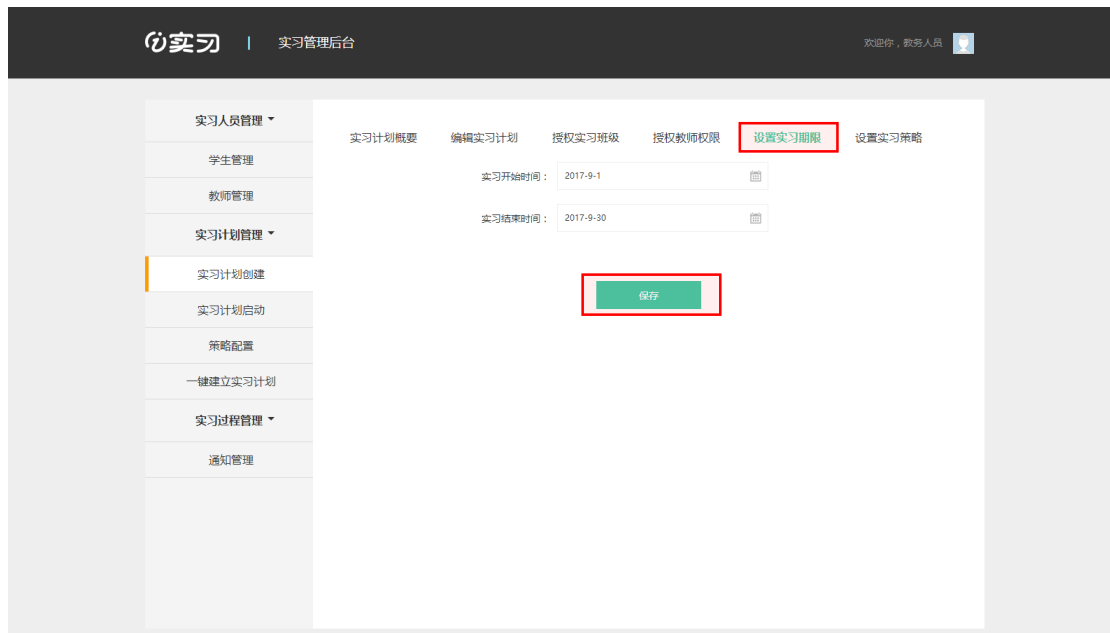 i实习 | 实习管理后台
欢迎你，教务人员
实习人员管理
学生管理
教师管理
实习计划管理
实习计划创建
实习计划启动
策略配置
一键建立实习计划
实习过程管理
通知管理
实习计划概要 编辑实习计划 授权实习班级 授权教师权限 设置实习期限 设置实习策略
实习开始时间： 2017-9-1
实习结束时间： 2017-9-30
保存